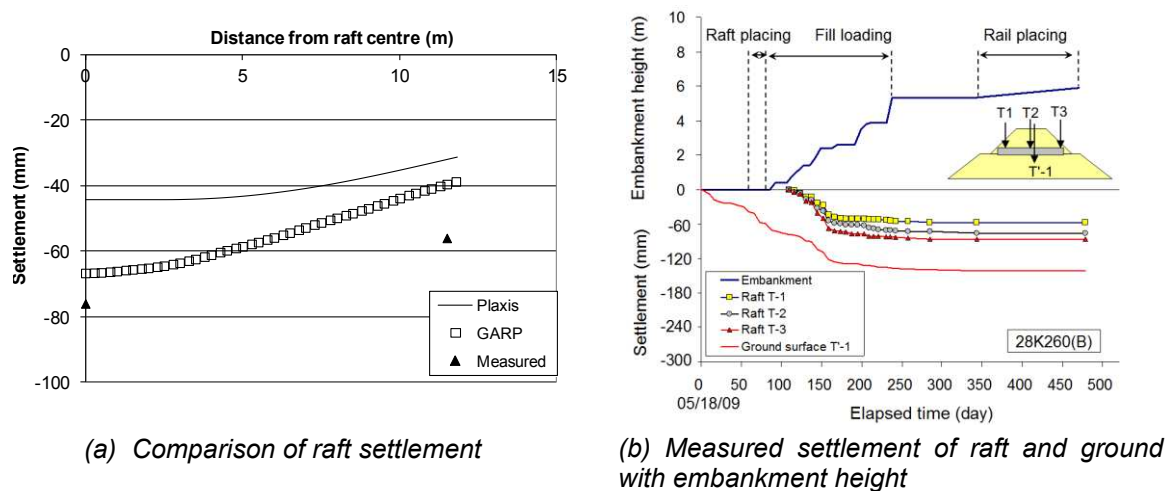 Distance from raft centre (m)
0 5 10 15
0
-20
-40
-60
-80
-100
Settlement (mm)
Plaxis
GARP
Measured
(a) Comparison of raft settlement
Raft placing Fill loading Rail placing
10
8
6
4
2
0
-60
-120
-180
-240
-300
Embankment height (m)
Settlement (mm)
T1 T2 T3
T'-1
Embankment
Raft T-1
Raft T-2
Raft T-3
Ground surface T'-1
28K260(B)
0 50 100 150 200 250 300 350 400 450 500
05/18/09
Elapsed time (day)
(b) Measured settlement of raft and ground
with embankment height